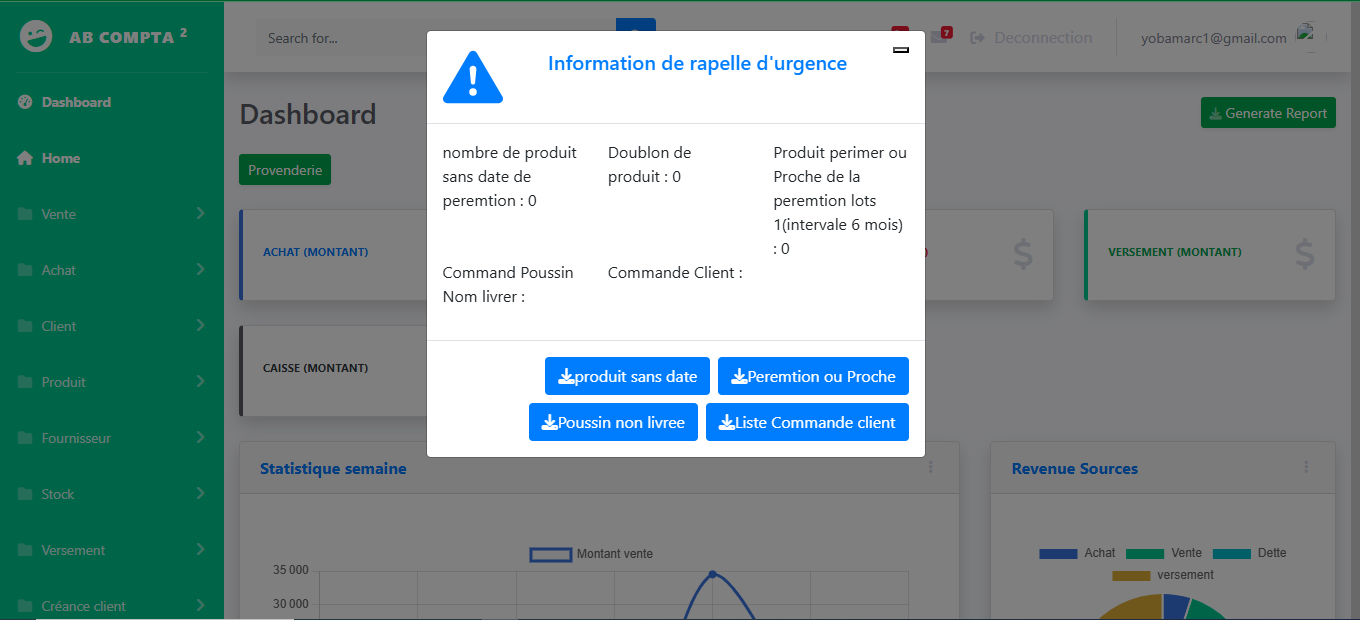 AB COMPTA 2
Search for...
7
Deconnection
yobamarc1@gmail.com
Information de rapelle d'urgence
Dashboard
Home
Vente
Achat
Client
Produit
Fournisseur
Stock
Versement
Créance client
Dashboard
Generate Report
Provenderie
nombre de produit
sans date de
peremtion : 0
Doublon de
produit : 0
Produit perimer ou
Proche de la
peremtion lots
1(intervale 6 mois)
: 0
Command Poussin
Nom livrer :
Commande Client :
produit sans date
Peremtion ou Proche
Poussin non livree
Liste Commande client
ACHAT (MONTANT)
VERSEMENT (MONTANT)
CAISSE (MONTANT)
Statistique semaine
Montant vente
35 000
30 000
Revenue Sources
Achat
Vente
Dette
versement